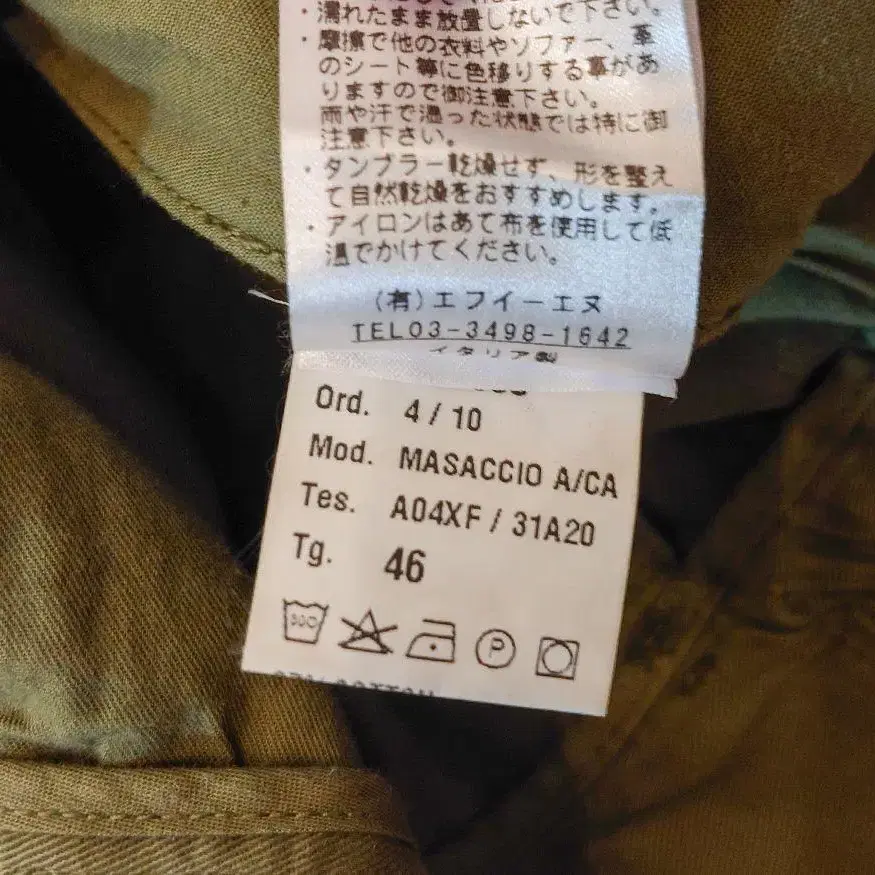 ・濡れたまま放置しないで下さい。
・摩擦で他の衣料やソファー、革
のシート等に色移りする事があ
りますので御注意下さい。
雨や汗で湿った状態では特に御
注意下さい。
・タンブラー乾燥せず、形を整え
て自然乾燥をおすすめします。
・アイロンはあて布を使用して低
温でかけてください。
(有)エフイーエヌ
TEL03-3498-1642
イタリア製
Ord. 4/10
Mod. MASACCIO A/CA
Tes. A04XF / 31A20
Tg. 46
P
COTTON